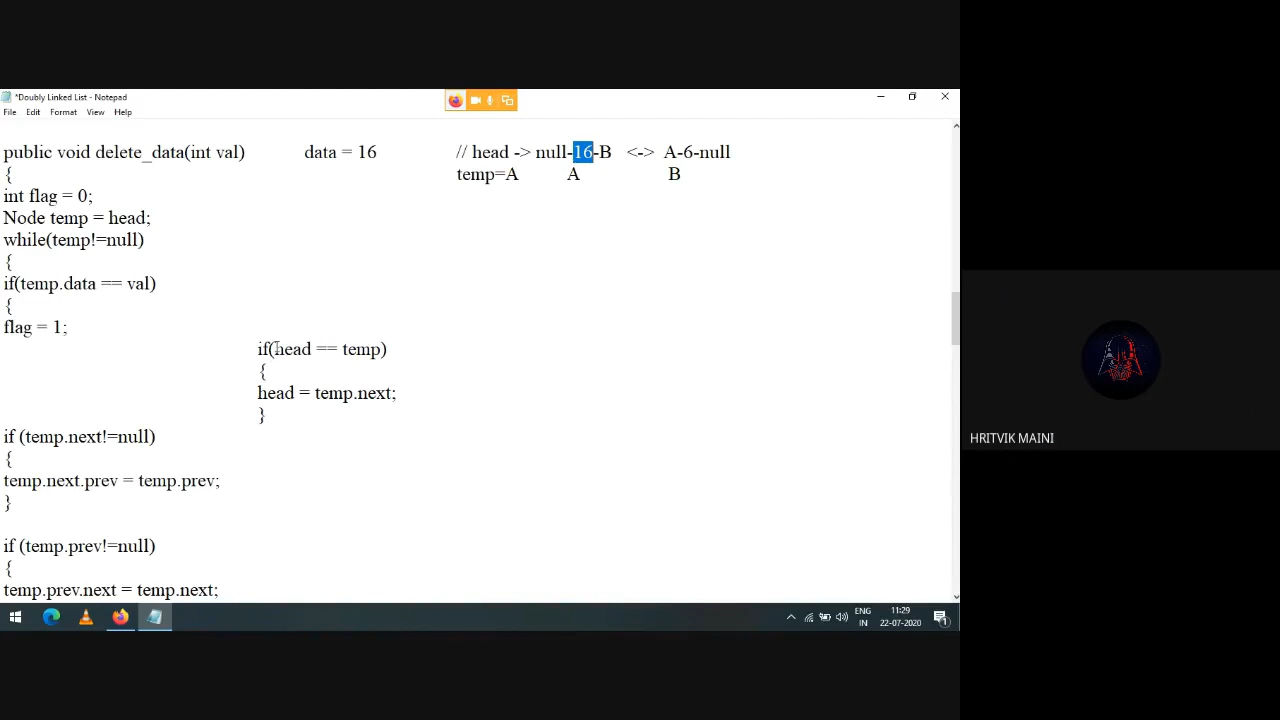 *Doubly Linked List - Notepad
File Edit Format View Help
public void delete_data(int val) data = 16 // head -> null-16-B <-> A-6-null
{ temp=A A B
int flag = 0;
Node temp = head;
while(temp!=null)
{
if(temp.data == val)
{
flag = 1;
if(head == temp)
{
head = temp.next;
}
if (temp.next!=null)
{
temp.next.prev = temp.prev;
}
if (temp.prev!=null)
{
temp.prev.next = temp.next;
HRITVIK MAINI
ENG 11:29
IN 22-07-2020
1